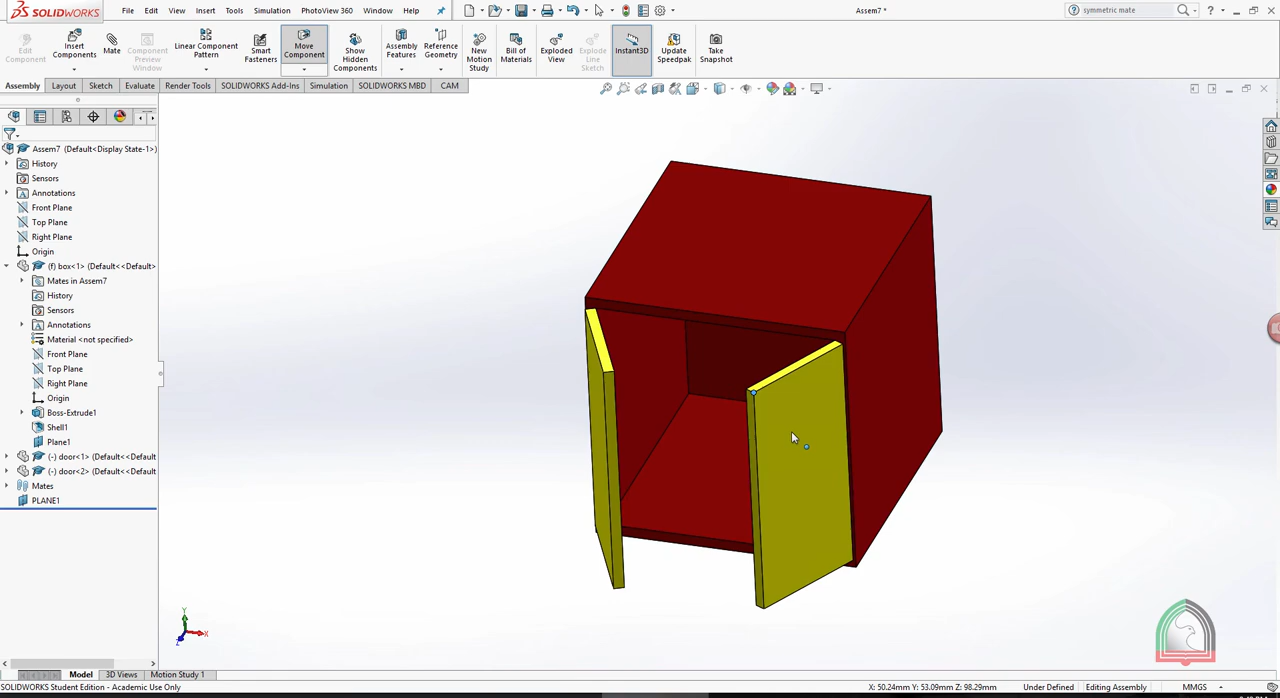 SOLIDWORKS File Edit View Insert Tools Simulation PhotoView 360 Window Help Assem7 * symmetric mate
Edit Component
Insert Components
Mate
Component Preview Window
Linear Component Pattern
Smart Fasteners
Move Component
Show Hidden Components
Assembly Features
Reference Geometry
New Motion Study
Bill of Materials
Exploded View
Explode Line Sketch
Instant3D
Update Speedpak
Take Snapshot
Assembly Layout Sketch Evaluate Render Tools SOLIDWORKS Add-Ins Simulation SOLIDWORKS MBD CAM
Assem7 (Default<Display State-1>)
History
Sensors
Annotations
Front Plane
Top Plane
Right Plane
Origin
(f) box<1> (Default<<Default>
Mates in Assem7
History
Sensors
Annotations
Material <not specified>
Front Plane
Top Plane
Right Plane
Origin
Boss-Extrude1
Shell1
Plane1
(-) door<1> (Default<<Default
(-) door<2> (Default<<Default
Mates
PLANE1
Y
X
Z
Model 3D Views Motion Study 1
SOLIDWORKS Student Edition - Academic Use Only X: 50.24mm Y: 53.09mm Z: 98.29mm Under Defined Editing Assembly MMGS